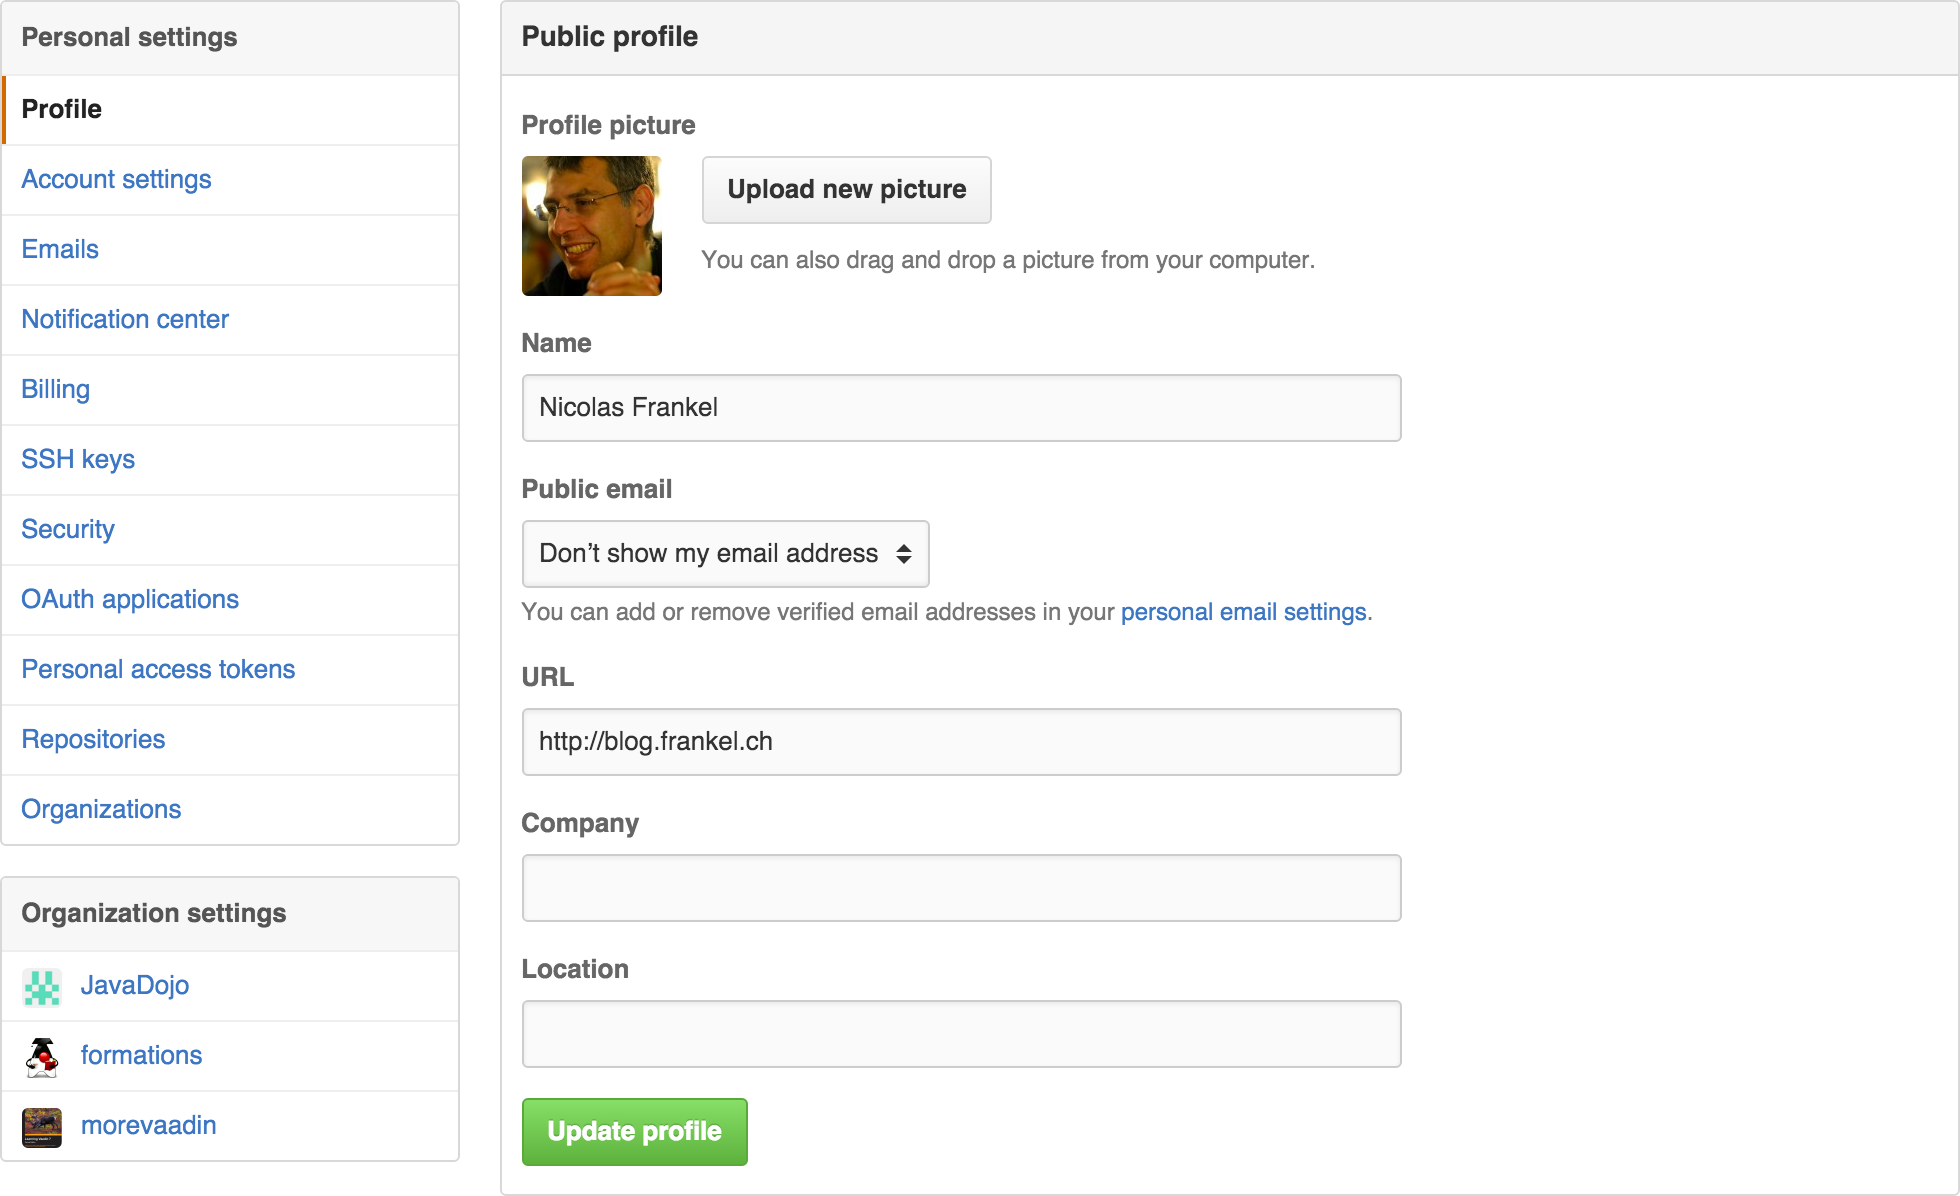 Personal settings
Profile
Account settings
Emails
Notification center
Billing
SSH keys
Security
OAuth applications
Personal access tokens
Repositories
Organizations
Organization settings
JavaDojo
formations
morevaadin
Public profile
Profile picture
Upload new picture
You can also drag and drop a picture from your computer.
Name
Nicolas Frankel
Public email
Don’t show my email address
You can add or remove verified email addresses in your personal email settings.
URL
http://blog.frankel.ch
Company
Location
Update profile